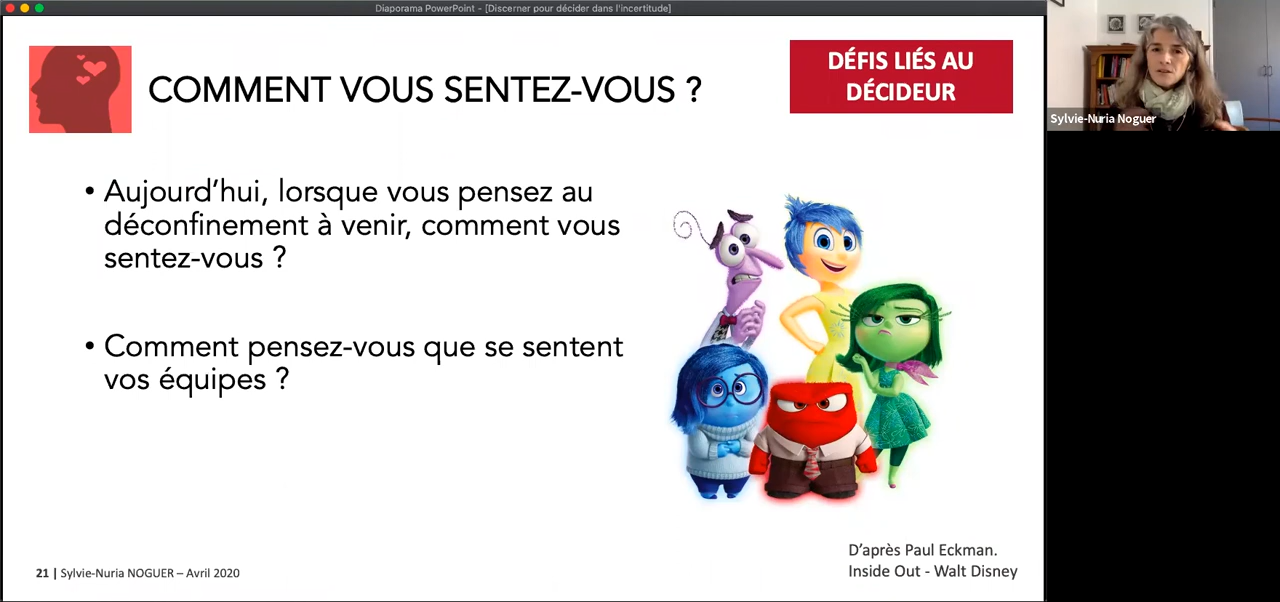 Diaporama PowerPoint - [Discerner pour décider dans l'incertitude]
COMMENT VOUS SENTEZ-VOUS ?
DÉFIS LIÉS AU
DÉCIDEUR
Sylvie-Nuria Noguer
• Aujourd’hui, lorsque vous pensez au
déconfinement à venir, comment vous
sentez-vous ?
• Comment pensez-vous que se sentent
vos équipes ?
D’après Paul Eckman.
Inside Out - Walt Disney
21 | Sylvie-Nuria NOGUER – Avril 2020